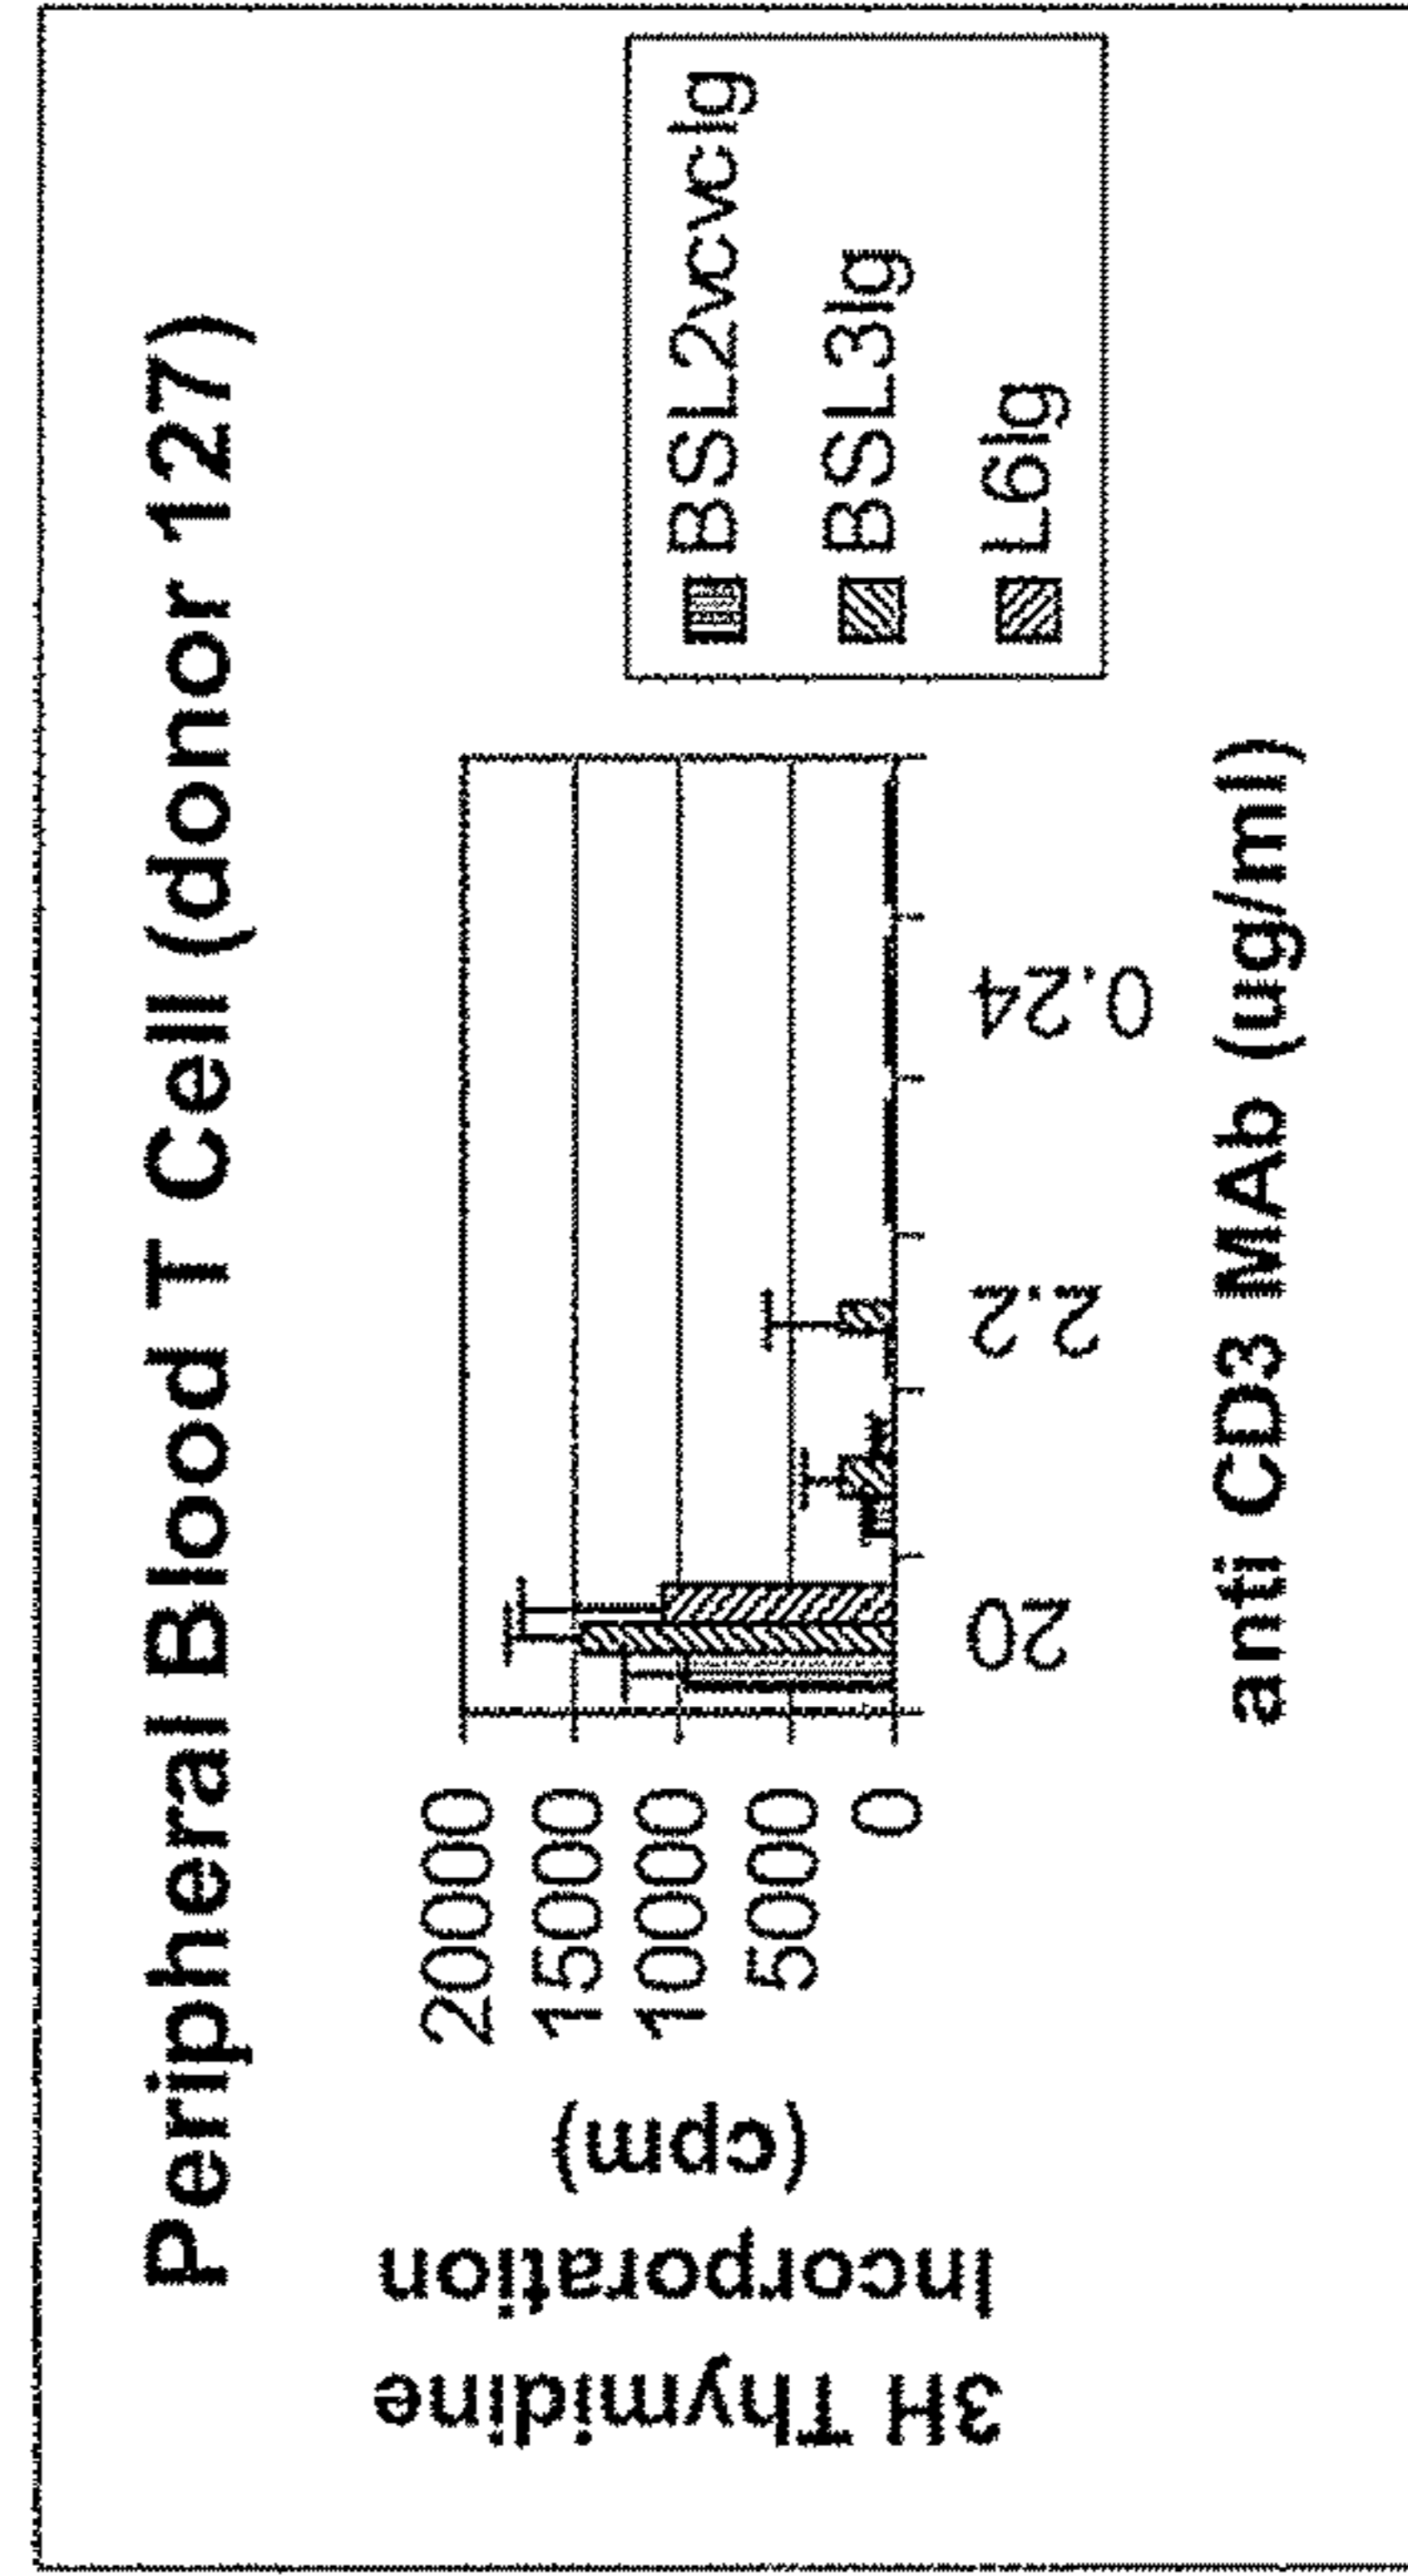 Peripheral Blood T Cell (donor 127)
3H Thymidine
Incorporation
(cpm)
20000
15000
10000
5000
0
20
2.2
0.24
anti CD3 MAb (ug/ml)
BSL2vcvcIg
BSL3Ig
L6Ig